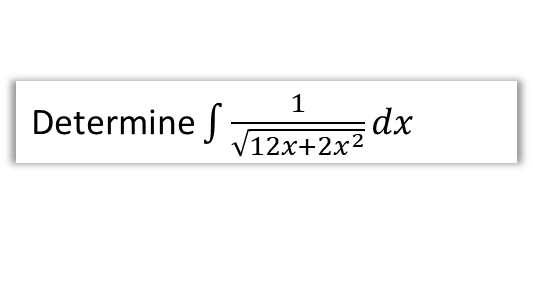 Determine ∫ 1/√(12x+2x²) dx